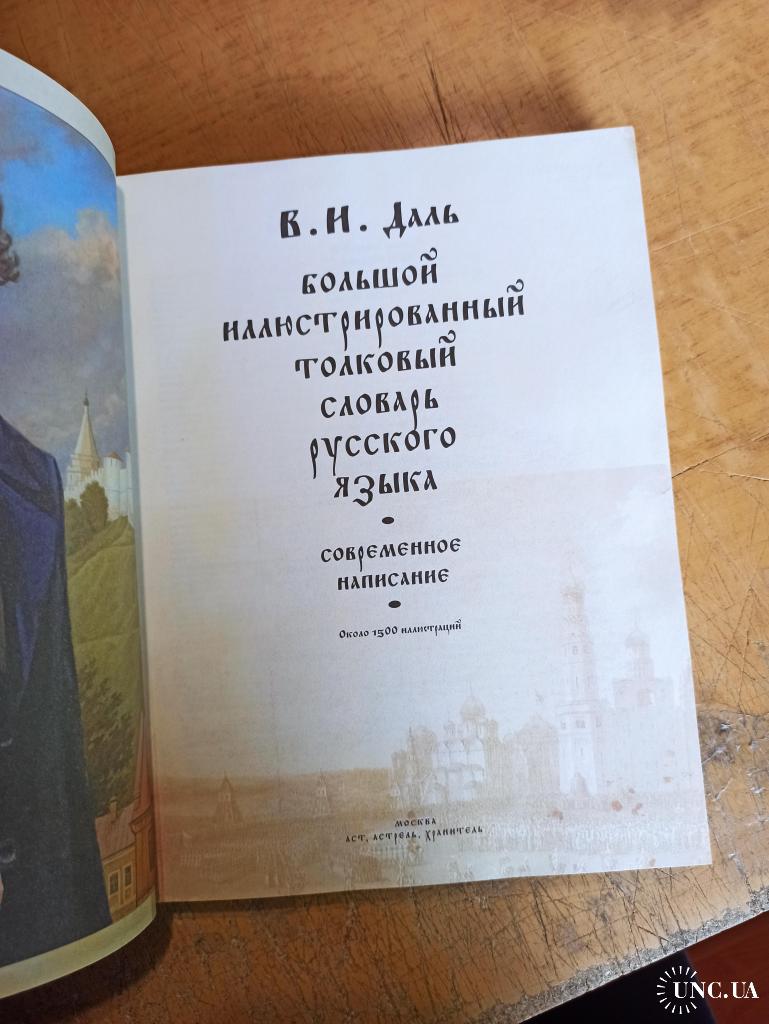 В.И. Даль
большой
иллюстрированный
толковый
словарь
русского
языка
•
современное
написание
•
Около 1500 иллюстраций
москва
аст, астрель, хранитель
UNC.UA